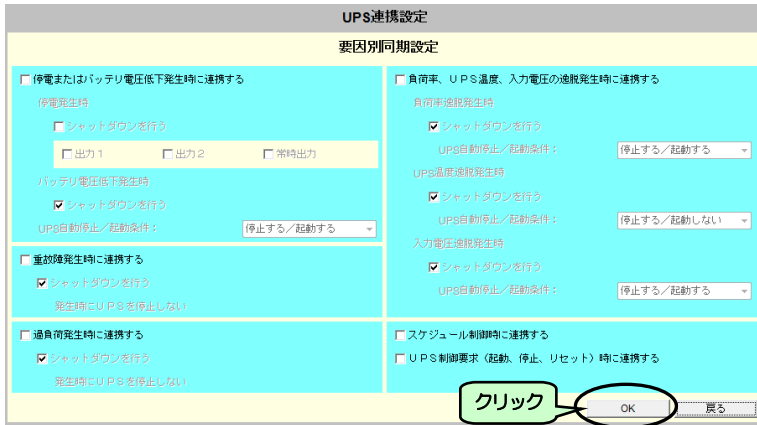 UPS連携設定
要因別同期設定
停電またはバッテリ電圧低下発生時に連携する
停電発生時
シャットダウンを行う
出力1 出力2 常時出力
バッテリ電圧低下発生時
シャットダウンを行う
UPS自動停止／起動条件： 停止する／起動する
重故障発生時に連携する
シャットダウンを行う
発生時にＵＰＳを停止しない
過負荷発生時に連携する
シャットダウンを行う
発生時にＵＰＳを停止しない
負荷率、ＵＰＳ温度、入力電圧の逸脱発生時に連携する
負荷率逸脱発生時
シャットダウンを行う
UPS自動停止／起動条件： 停止する／起動する
UPS温度逸脱発生時
シャットダウンを行う
UPS自動停止／起動条件： 停止する／起動しない
入力電圧逸脱発生時
シャットダウンを行う
UPS自動停止／起動条件： 停止する／起動する
スケジュール制御時に連携する
ＵＰＳ制御要求（起動、停止、リセット）時に連携する
クリック
OK 戻る